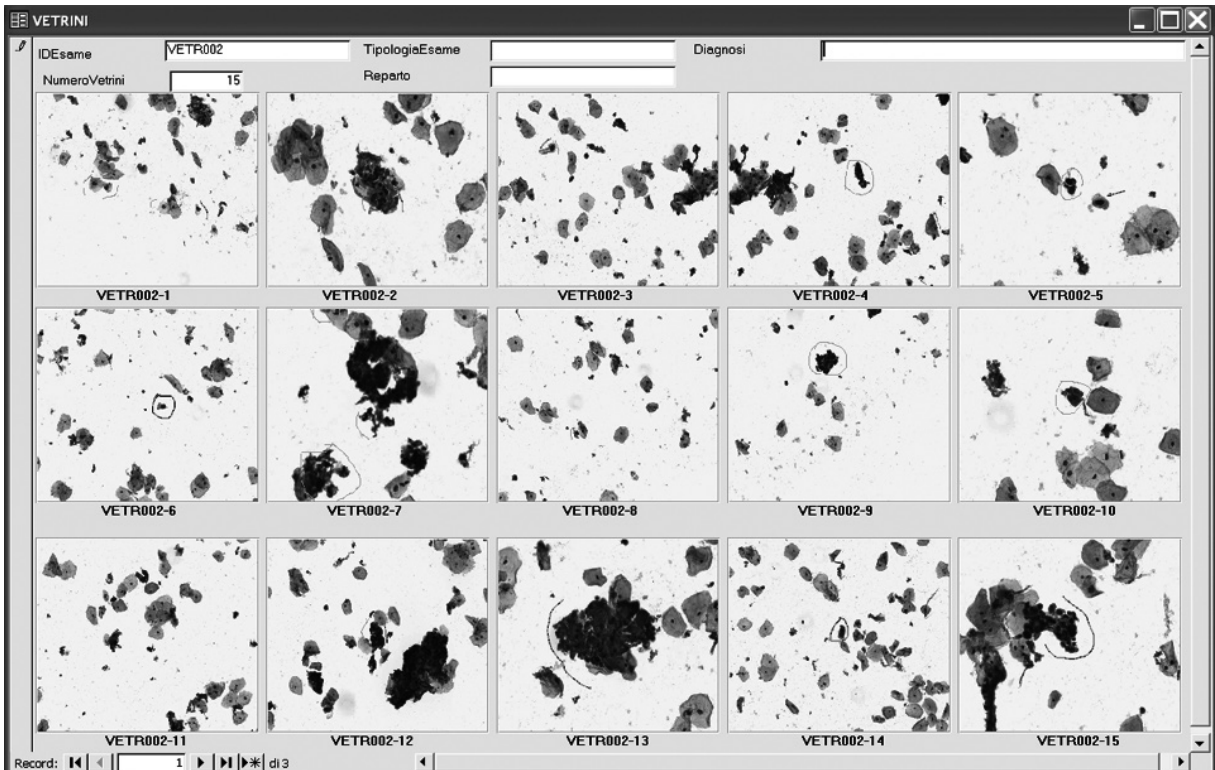 VETRINI
IDEsame VETR002 TipologiaEsame Diagnosi
NumeroVetrini 15 Reparto
VETR002-1 VETR002-2 VETR002-3 VETR002-4 VETR002-5
VETR002-6 VETR002-7 VETR002-8 VETR002-9 VETR002-10
VETR002-11 VETR002-12 VETR002-13 VETR002-14 VETR002-15
Record: 1 di 3